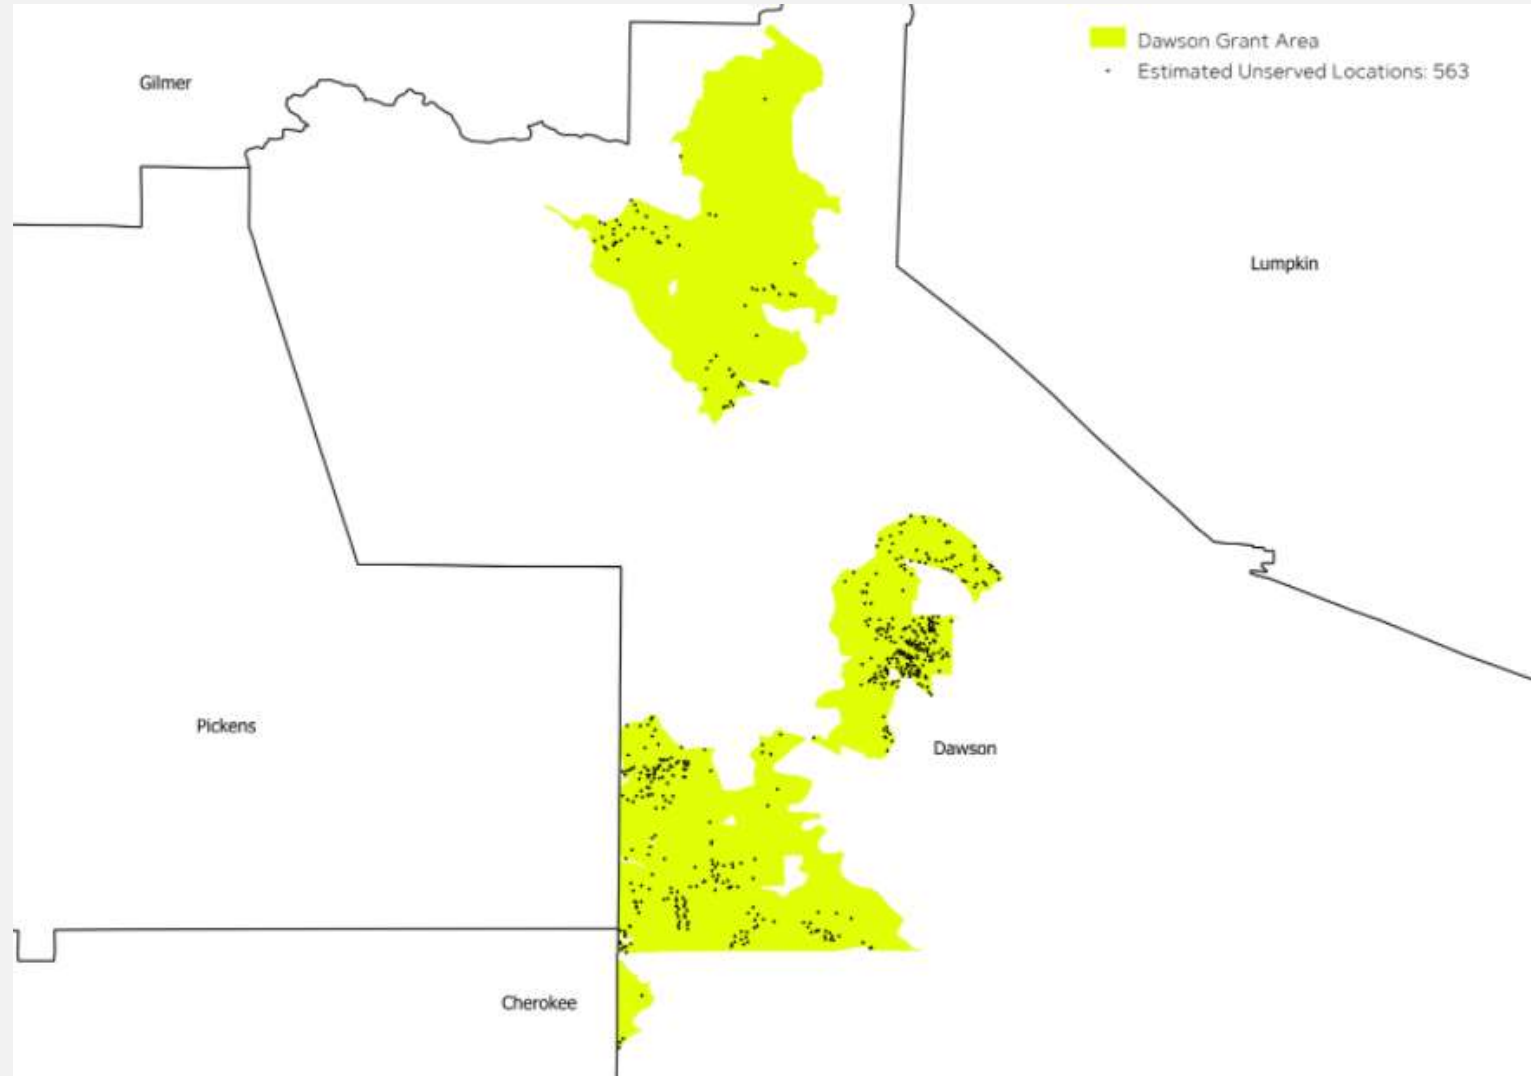 Dawson Grant Area
Estimated Unserved Locations: 563
Gilmer
Lumpkin
Pickens
Dawson
Cherokee